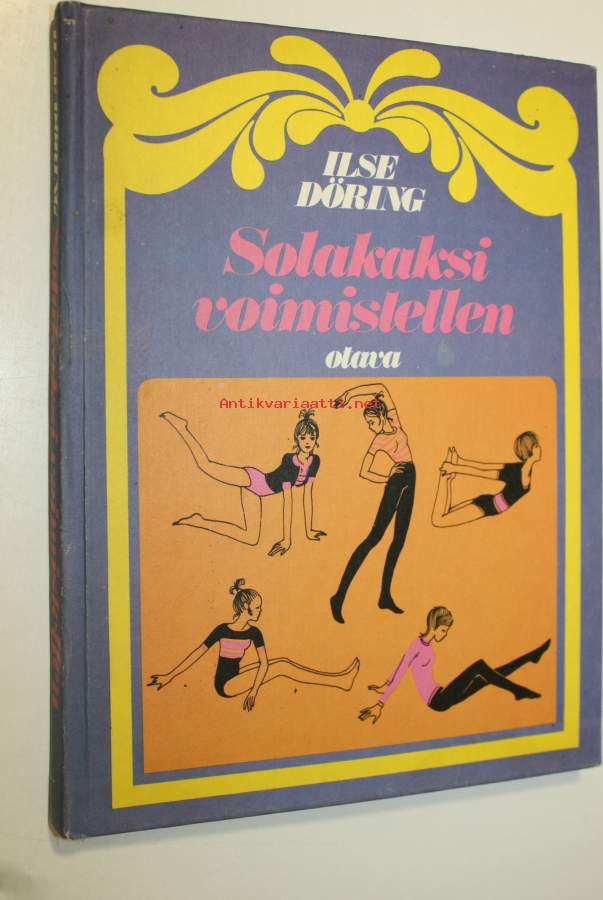 ILSE
DÖRING
Solakaksi
voimistellen
otava
Antikvariaatti.net